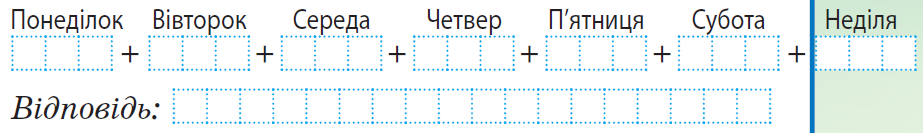 Понеділок Вівторок Середа Четвер П'ятниця Субота Неділя
+ + + + + +
Відповідь: